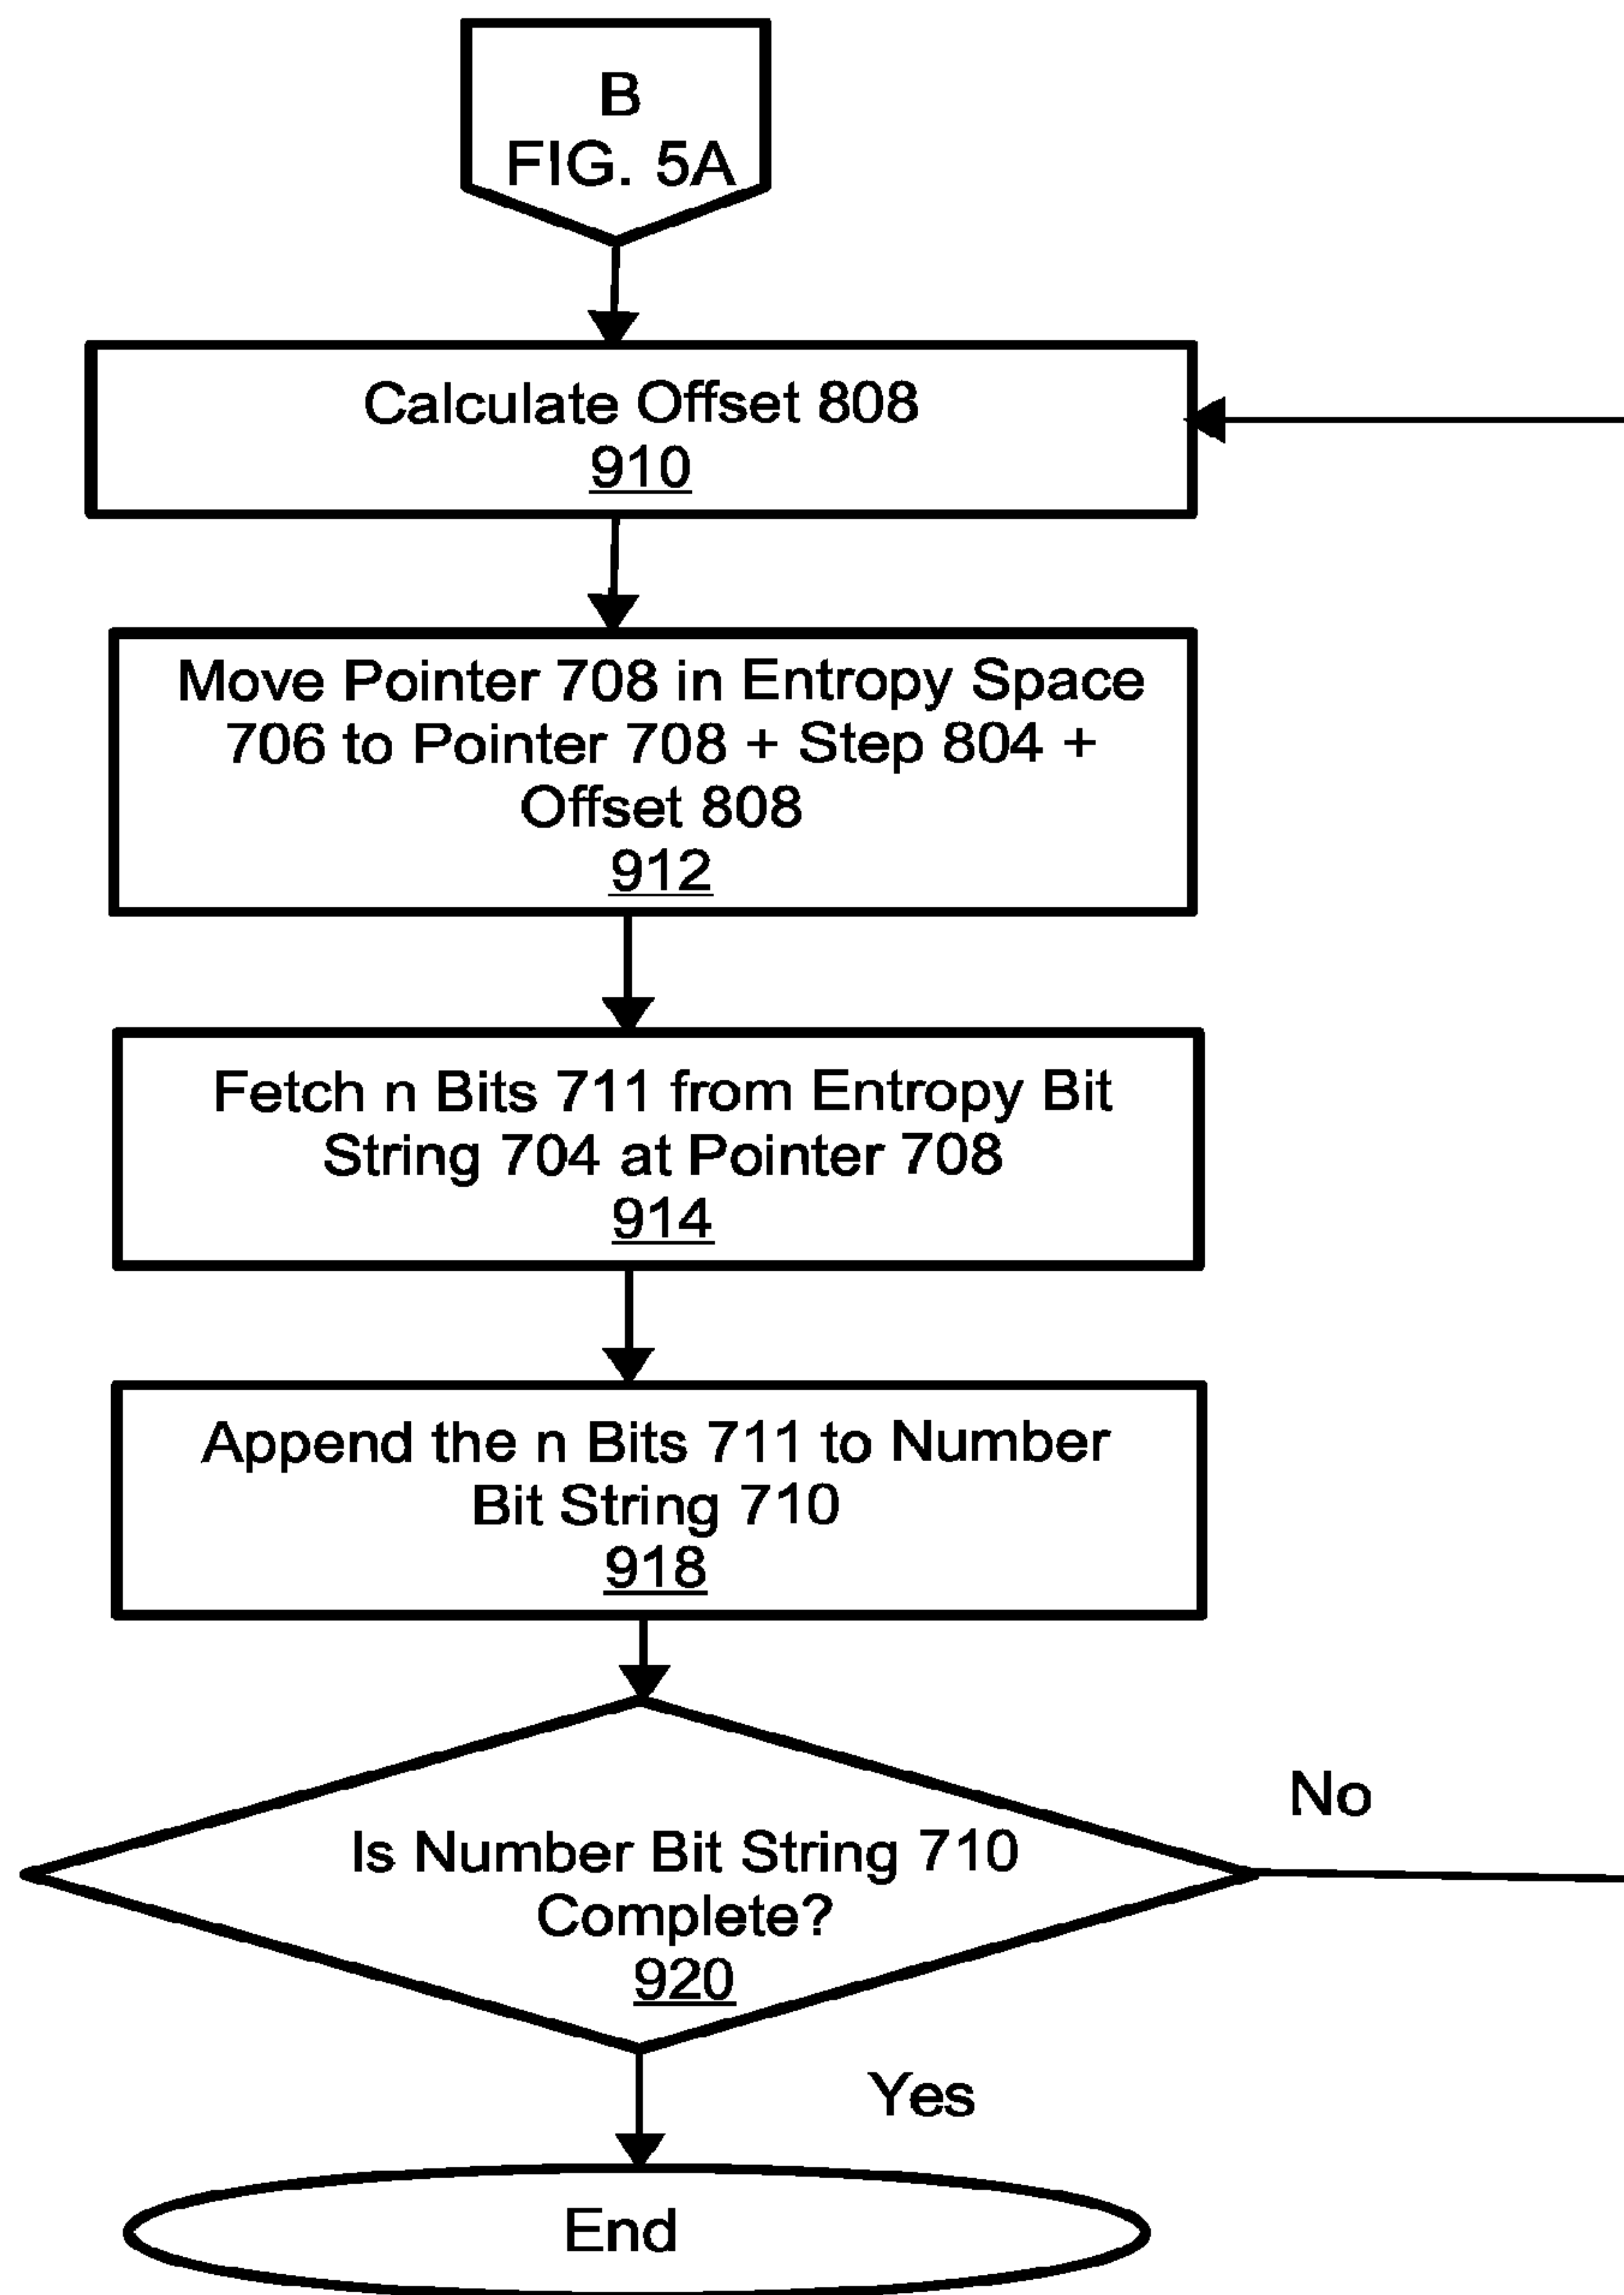 B
FIG. 5A
Calculate Offset 808
910
Move Pointer 708 in Entropy Space
706 to Pointer 708 + Step 804 +
Offset 808
912
Fetch n Bits 711 from Entropy Bit
String 704 at Pointer 708
914
Append the n Bits 711 to Number
Bit String 710
918
Is Number Bit String 710
Complete?
920
No
Yes
End